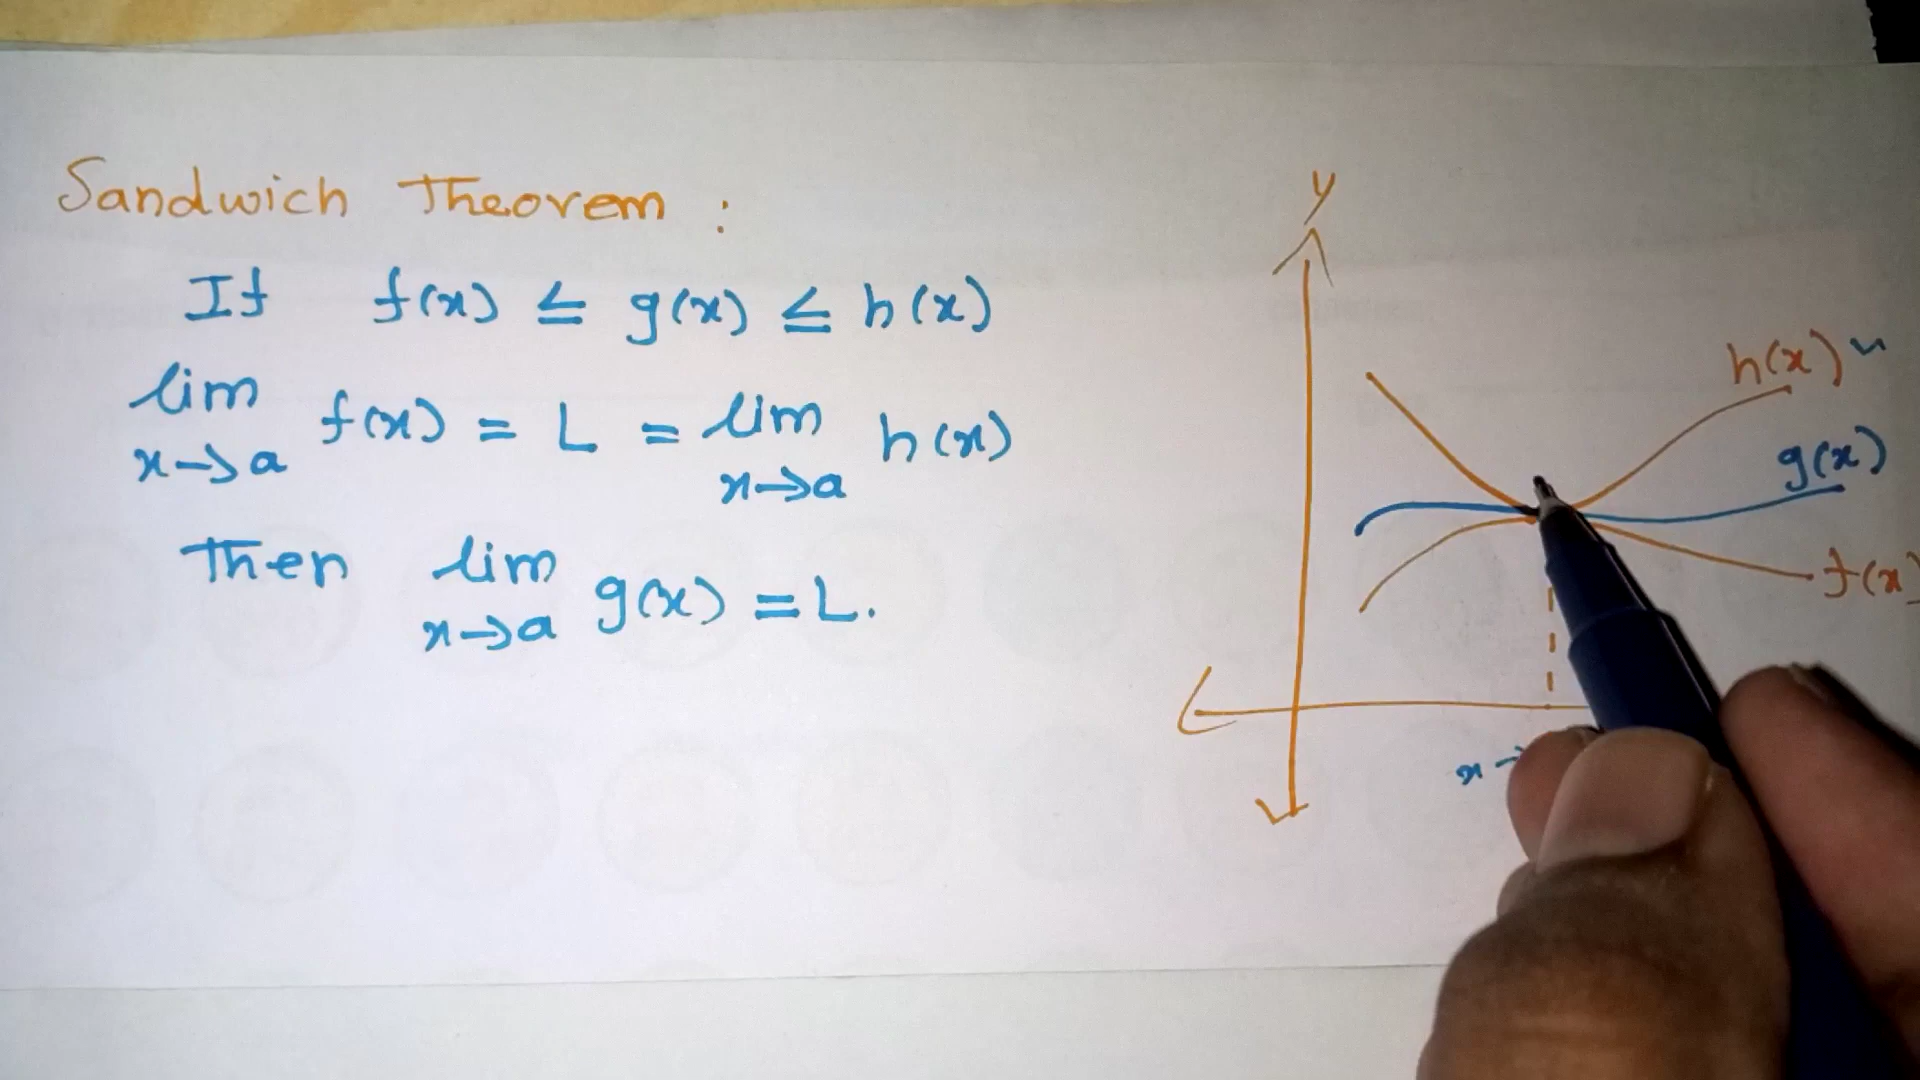 Sandwich Theorem :
If f(x) ≤ g(x) ≤ h(x)
lim x→a f(x) = L = lim x→a h(x)
Then lim x→a g(x) = L.
y
h(x)
g(x)
f(x)
x→